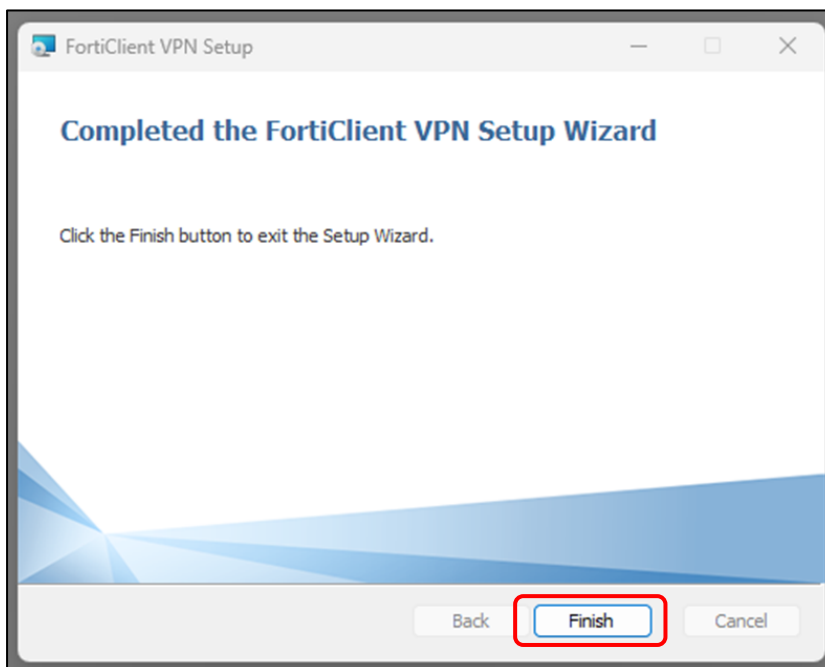 FortiClient VPN Setup
Completed the FortiClient VPN Setup Wizard
Click the Finish button to exit the Setup Wizard.
Back Finish Cancel